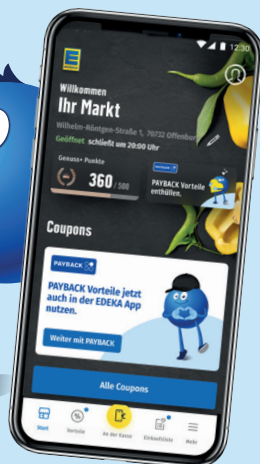 12:30
EDEKA
Willkommen
Ihr Markt
Wilhelm-Röntgen-Straße 1, 76732 Offenburg
Geöffnet schließt um 20:00 Uhr
Genuss+ Punkte
360 / 500
PAYBACK Vorteile
enthüllen.
Coupons
PAYBACK
PAYBACK Vorteile jetzt
auch in der EDEKA App
nutzen.
Weiter mit PAYBACK
Alle Coupons
Start
Vorteile
An der Kasse
Einkaufsliste
Mehr